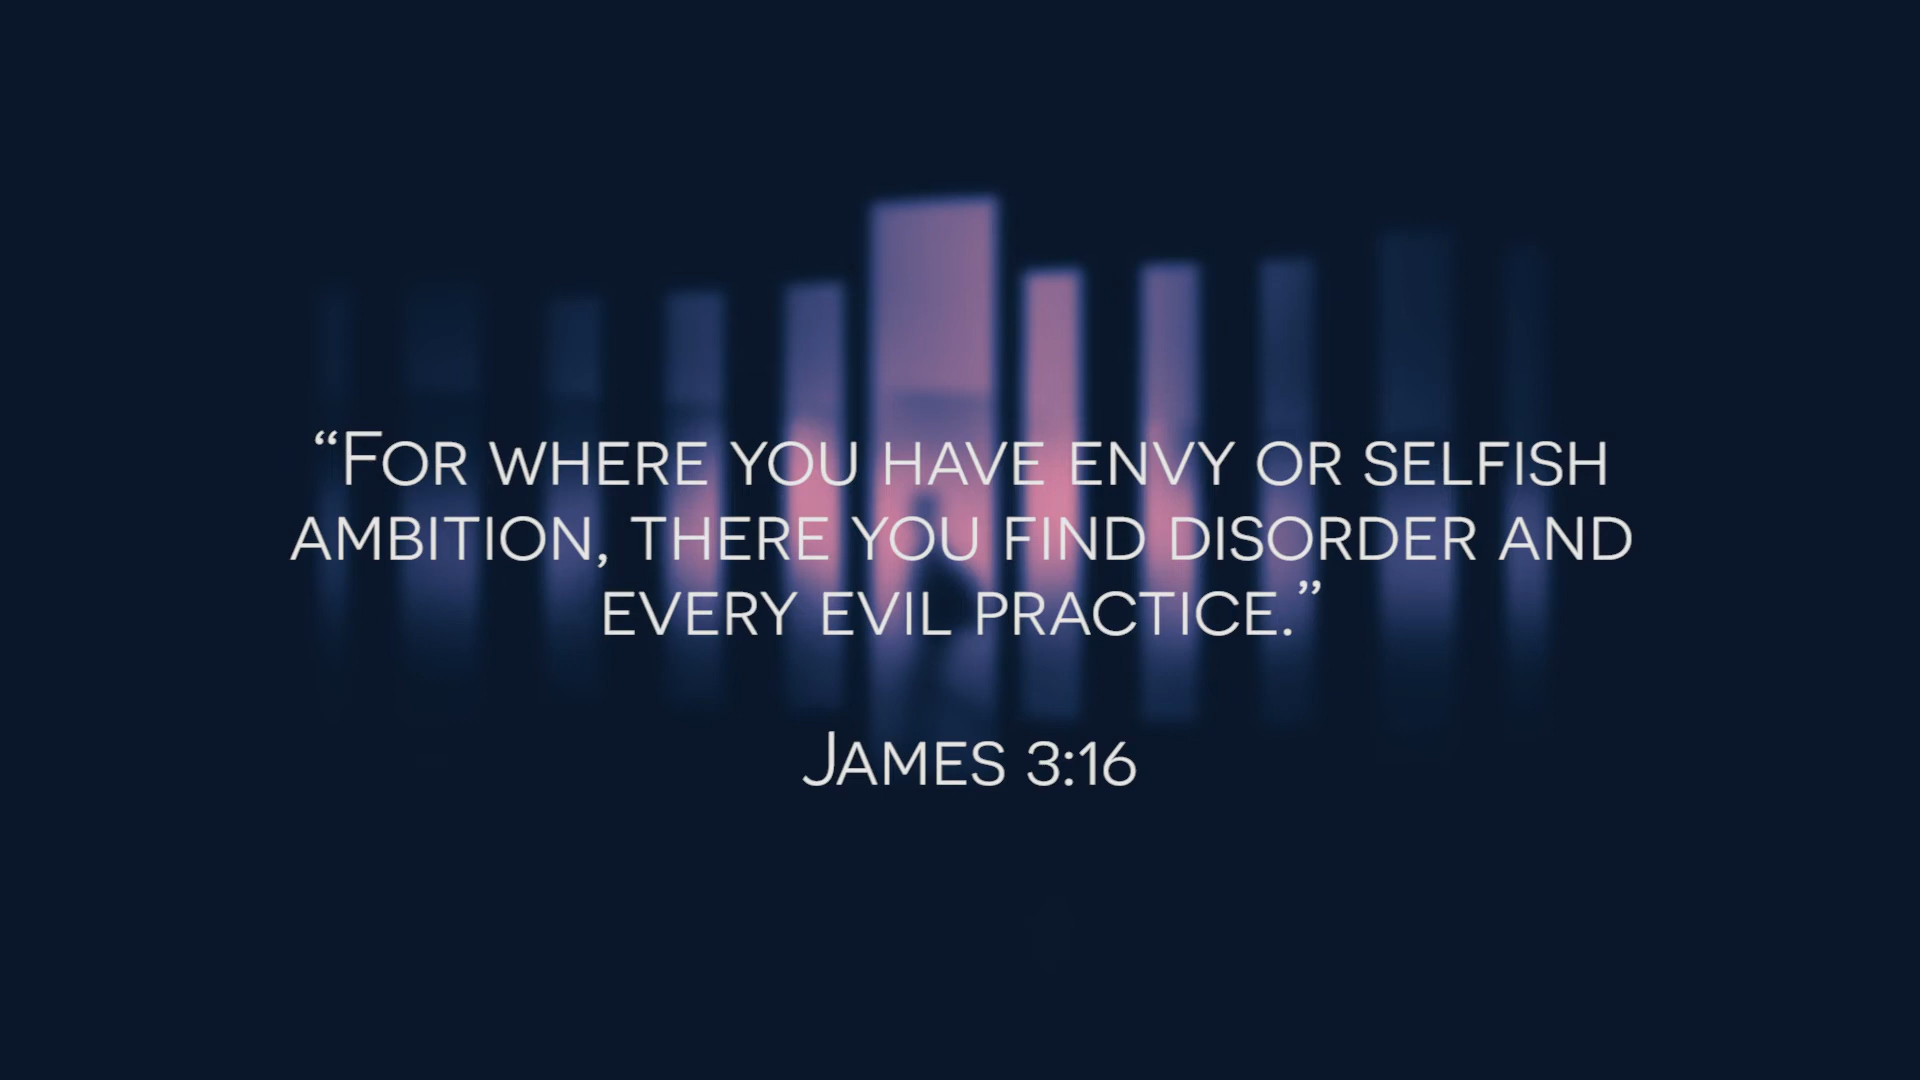 “For where you have envy or selfish
ambition, there you find disorder and
every evil practice.”
James 3:16